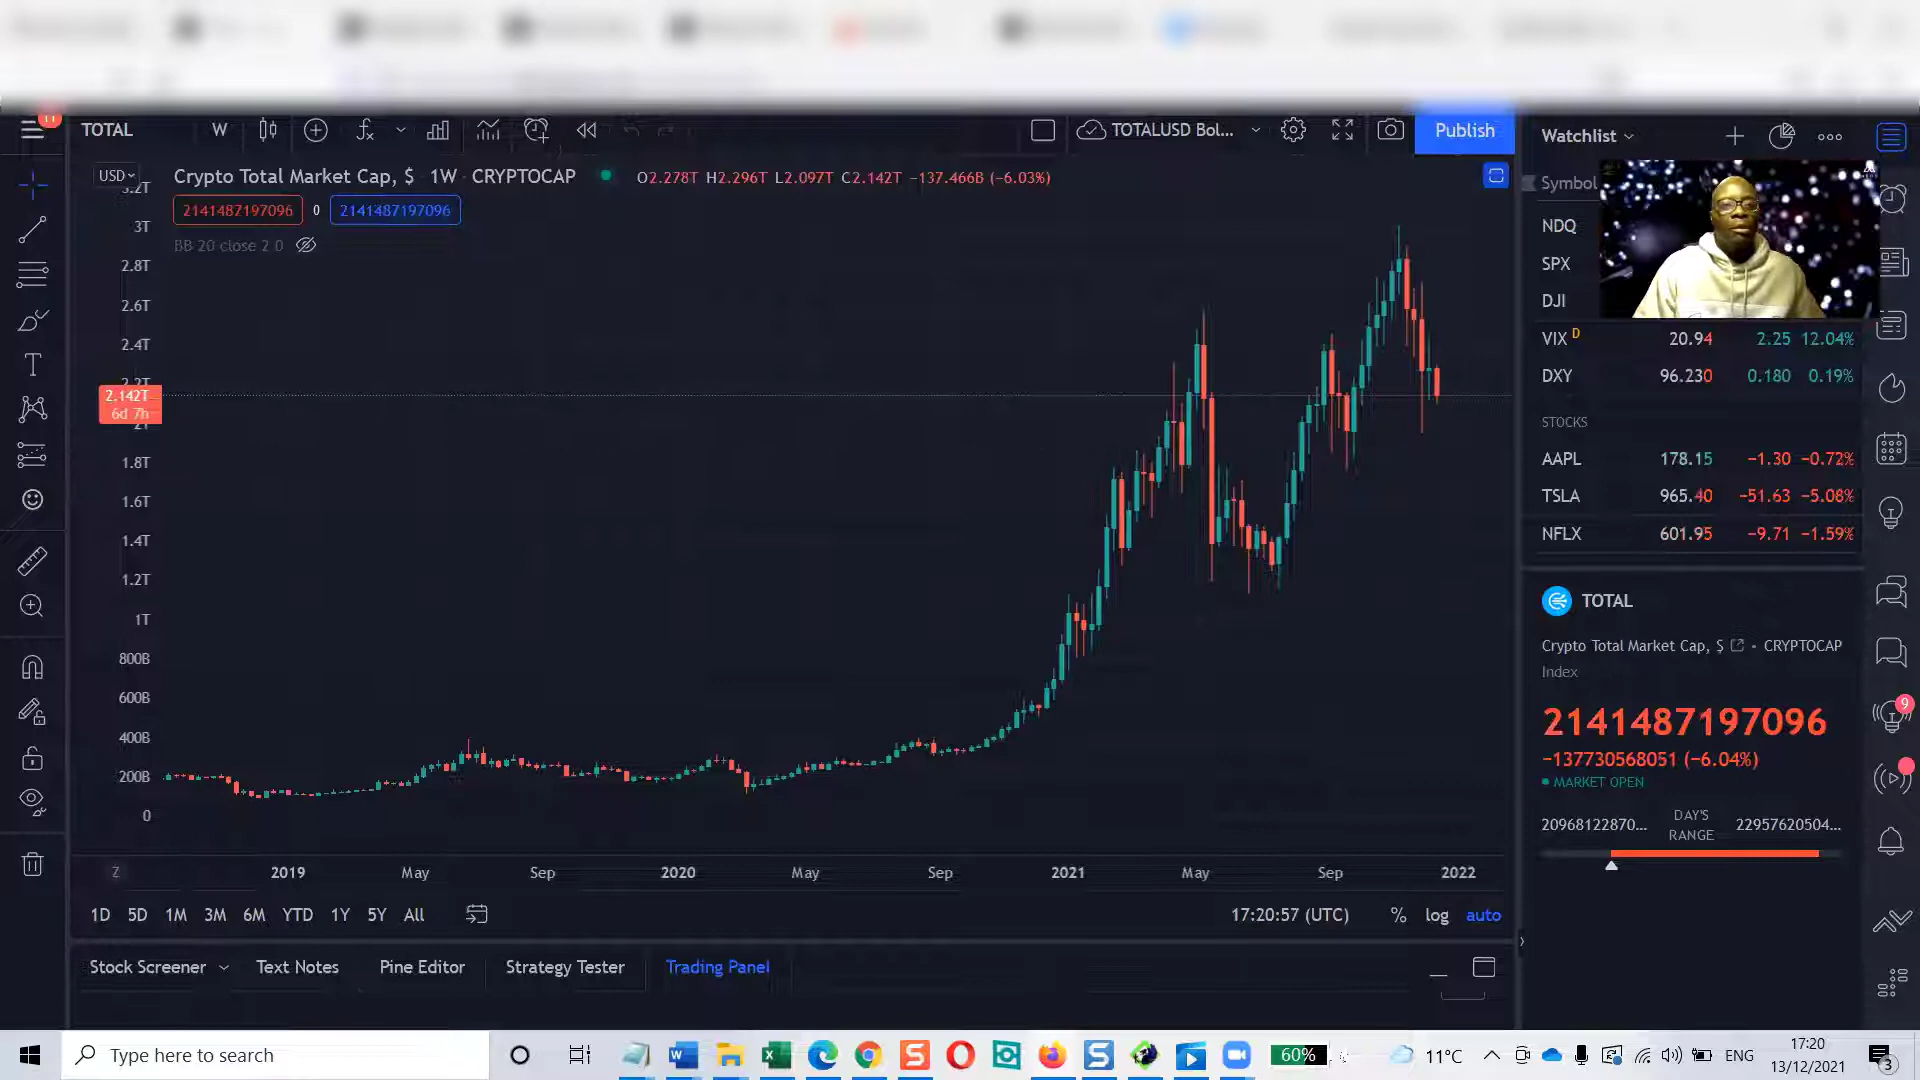 11
TOTAL
W
TOTALUSD Bol...
Publish
Watchlist
USD
Crypto Total Market Cap, $ · 1W · CRYPTOCAP
O2.278T H2.296T L2.097T C2.142T −137.466B (−6.03%)
2141487197096
0
2141487197096
BB 20 close 2 0
3.2T
3T
2.8T
2.6T
2.4T
2.2T
2.142T
6d 7h
2T
1.8T
1.6T
1.4T
1.2T
1T
800B
600B
400B
200B
0
Z
2019
May
Sep
2020
May
Sep
2021
May
Sep
2022
1D 5D 1M 3M 6M YTD 1Y 5Y All
17:20:57 (UTC)
% log auto
Stock Screener
Text Notes
Pine Editor
Strategy Tester
Trading Panel
Symbol
NDQ
SPX
DJI
VIX D 20.94 2.25 12.04%
DXY 96.230 0.180 0.19%
STOCKS
AAPL 178.15 −1.30 −0.72%
TSLA 965.40 −51.63 −5.08%
NFLX 601.95 −9.71 −1.59%
TOTAL
Crypto Total Market Cap, $ • CRYPTOCAP
Index
2141487197096
−137730568051 (−6.04%)
MARKET OPEN
20968122870... DAY'S RANGE 22957620504...
9
Type here to search
60%
11°C
ENG
17:20
13/12/2021
3